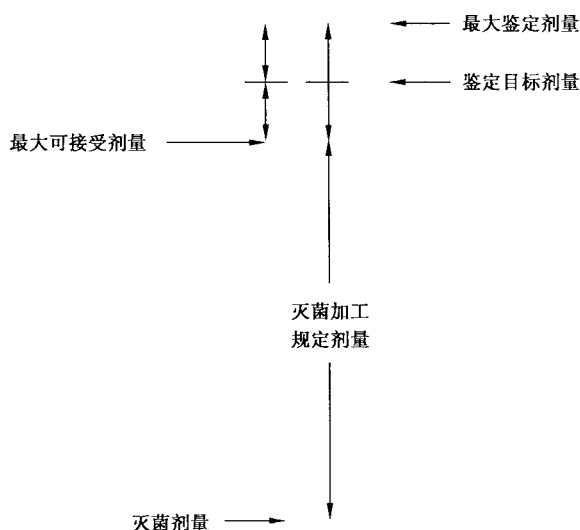 最大鉴定剂量
鉴定目标剂量
最大可接受剂量
灭菌加工
规定剂量
灭菌剂量